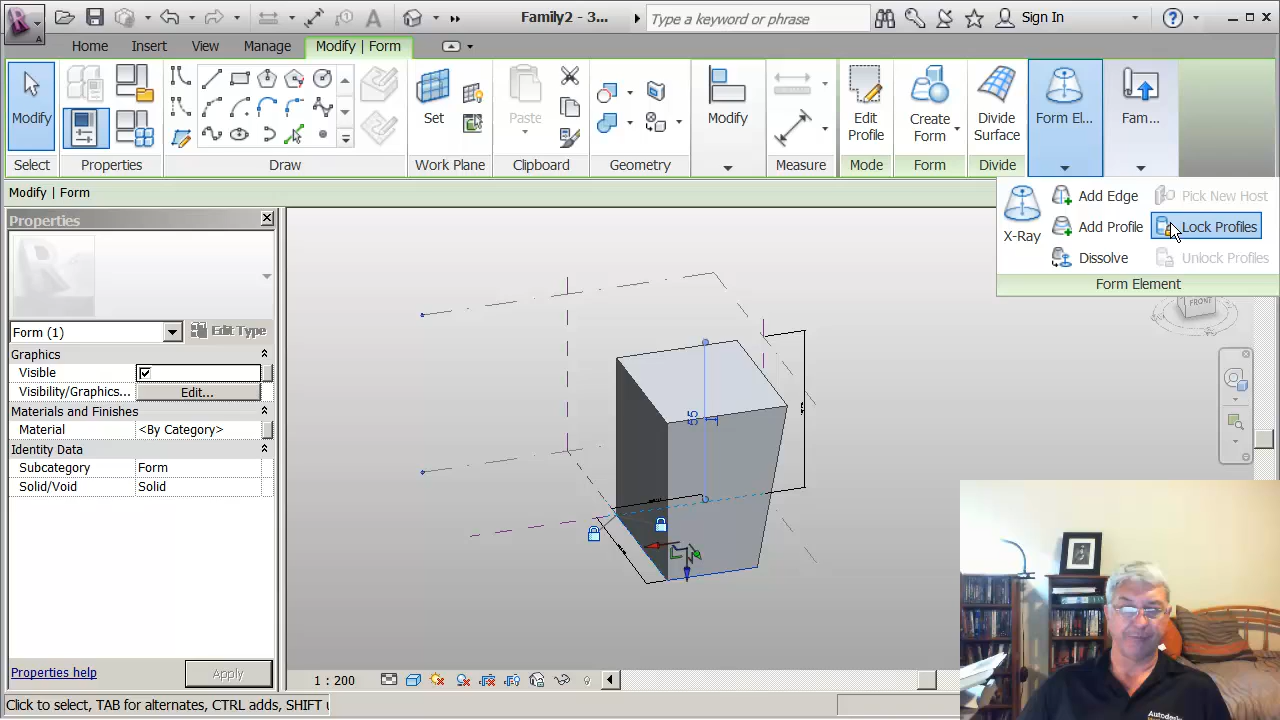 Family2 - 3...
Type a keyword or phrase
Sign In
Home
Insert
View
Manage
Modify | Form
Modify
Set
Paste
Modify
Edit Profile
Create Form
Divide Surface
Form El...
Fam...
Select
Properties
Draw
Work Plane
Clipboard
Geometry
Measure
Mode
Form
Divide
Modify | Form
X-Ray
Add Edge
Pick New Host
Add Profile
Lock Profiles
Dissolve
Unlock Profiles
Form Element
Properties
Form (1)
Edit Type
Graphics
Visible
Visibility/Graphics...
Edit...
Materials and Finishes
Material
<By Category>
Identity Data
Subcategory
Form
Solid/Void
Solid
Properties help
Apply
55
FRONT
1 : 200
Click to select, TAB for alternates, CTRL adds, SHIFT u
Autodesk